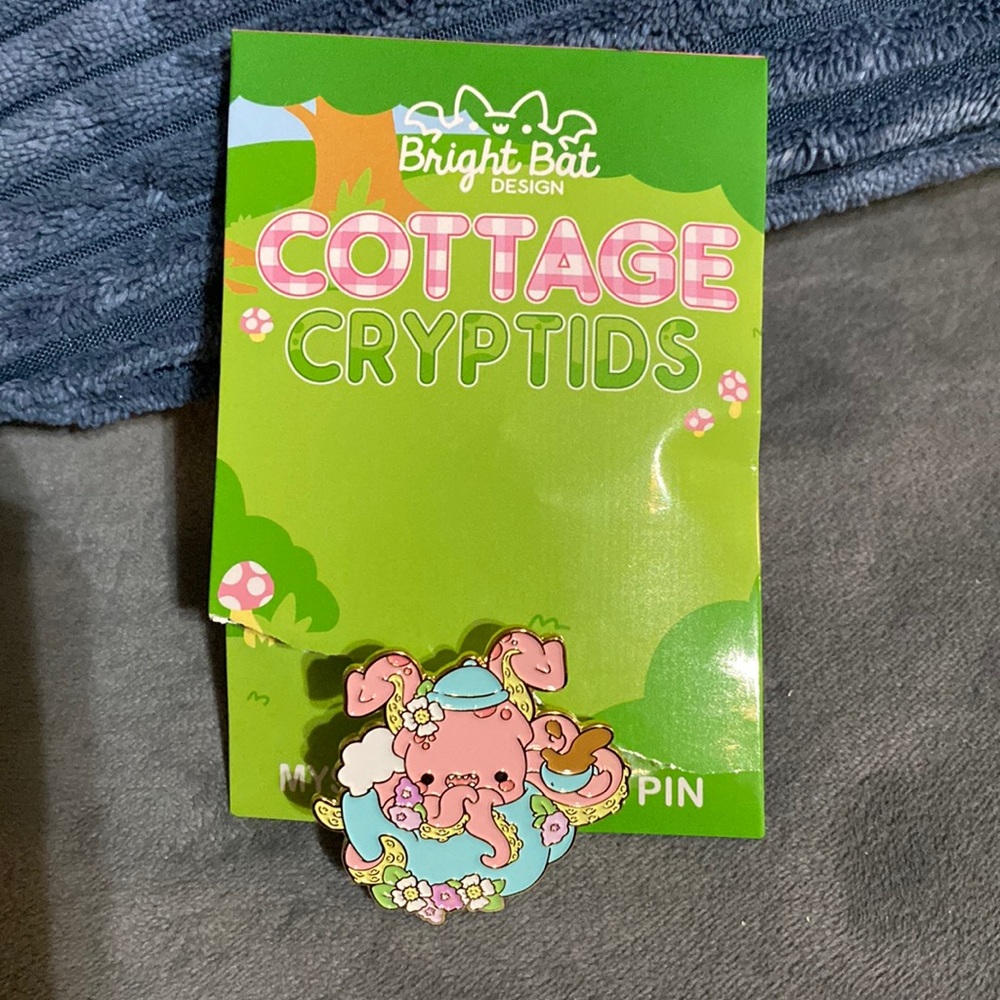 Bright Bat
DESIGN
COTTAGE
CRYPTIDS
PIN